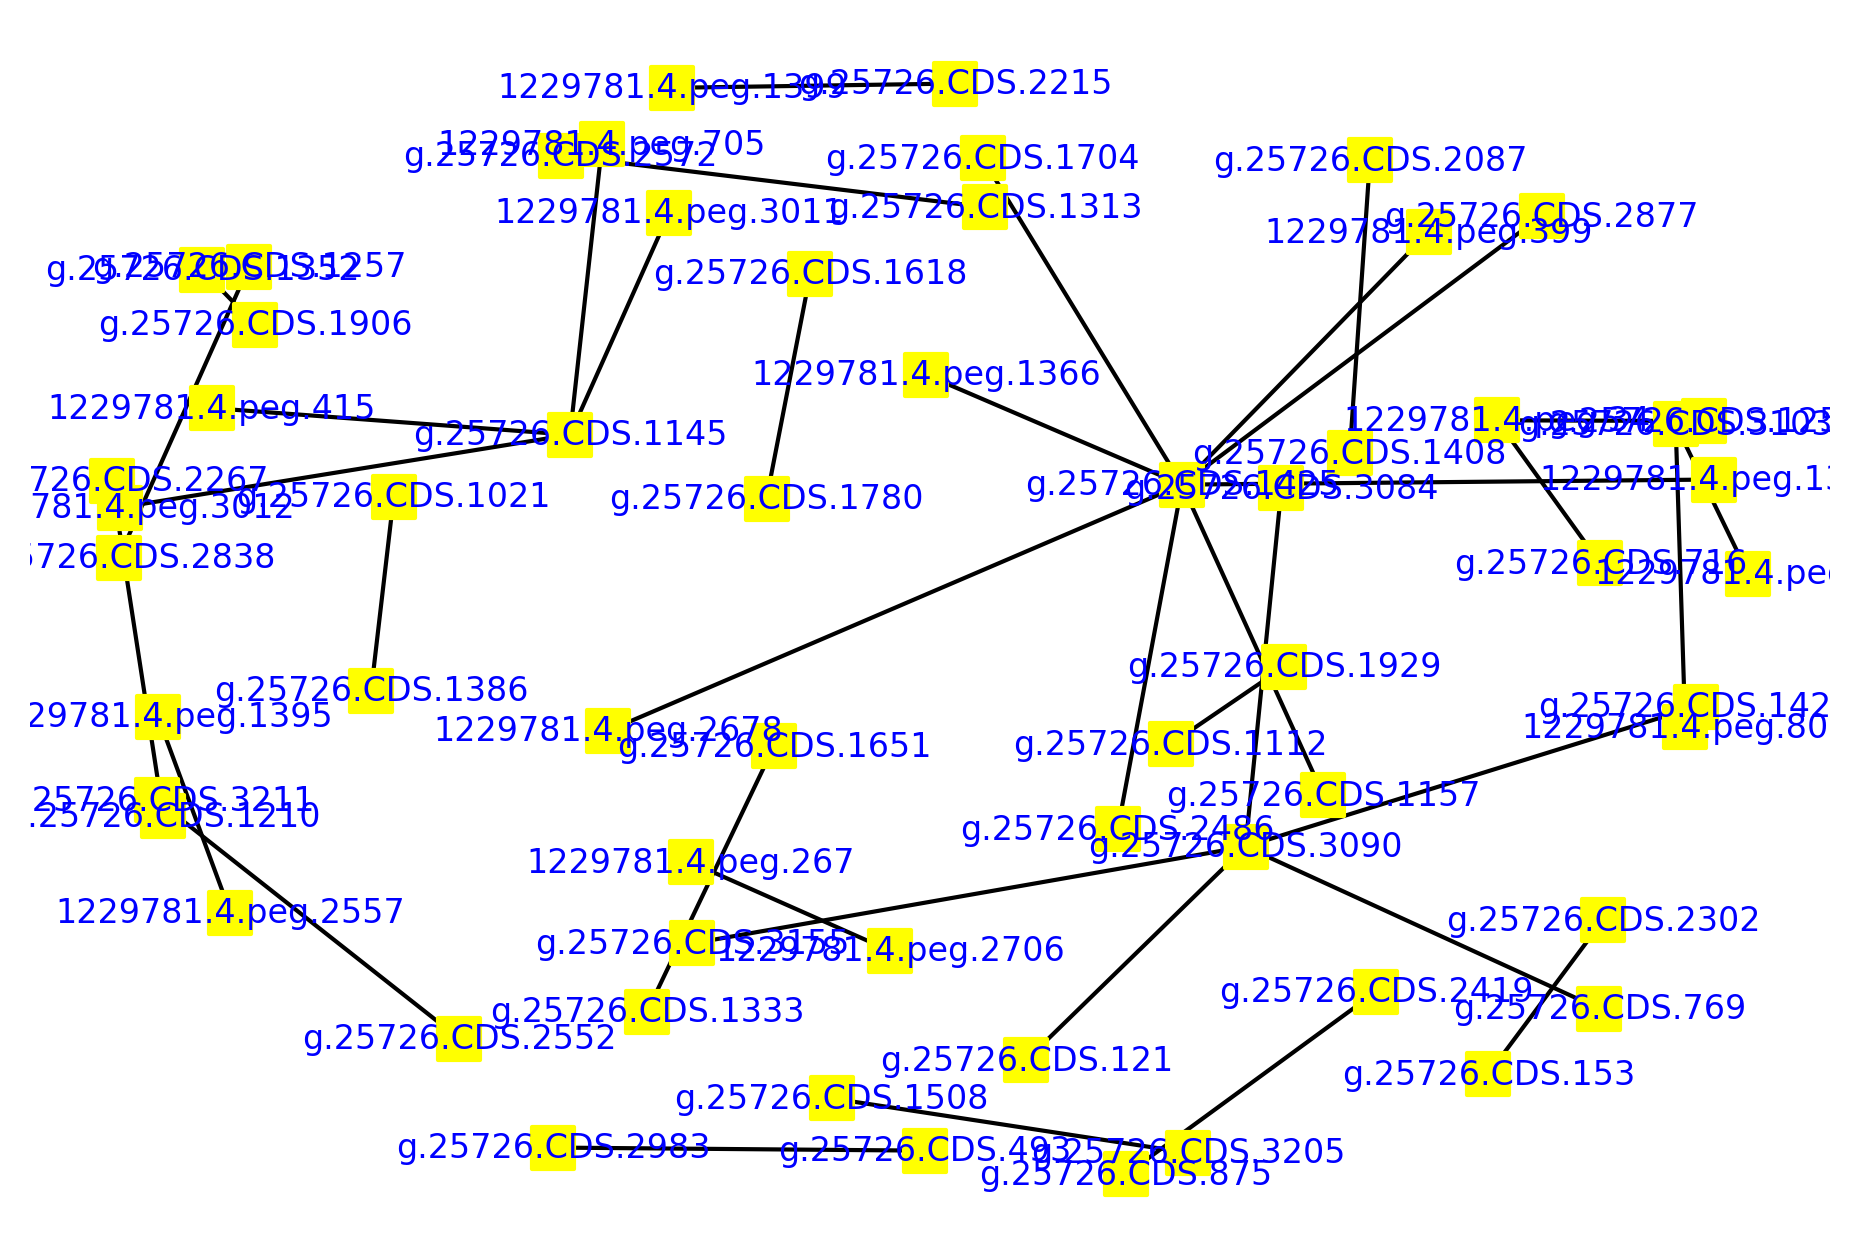 1229781.4.peg.1399
g.25726.CDS.2215
1229781.4.peg.705
g.25726.CDS.2572
g.25726.CDS.1704
g.25726.CDS.2087
1229781.4.peg.3011
g.25726.CDS.1313
g.25726.CDS.2877
1229781.4.peg.399
g.25726.CDS.1257
g.25726.CDS.1352
g.25726.CDS.1618
g.25726.CDS.1906
1229781.4.peg.1366
1229781.4.peg.415
g.25726.CDS.1145
g.25726.CDS.3103
g.25726.CDS.1408
726.CDS.2267
1229781.4.peg.13
g.25726.CDS.3084
g.25726.CDS.1021
g.25726.CDS.1780
781.4.peg.3012
5726.CDS.2838
g.25726.CDS.716
1229781.4.pe
g.25726.CDS.1929
g.25726.CDS.1386
g.25726.CDS.142
29781.4.peg.1395
1229781.4.peg.80
1229781.4.peg.2678
g.25726.CDS.1651
g.25726.CDS.1112
g.25726.CDS.1157
25726.CDS.3211
.25726.CDS.1210
g.25726.CDS.2486
g.25726.CDS.3090
1229781.4.peg.267
1229781.4.peg.2557
g.25726.CDS.2302
g.25726.CDS.3155
1229781.4.peg.2706
g.25726.CDS.2419
g.25726.CDS.769
g.25726.CDS.1333
g.25726.CDS.2552
g.25726.CDS.121
g.25726.CDS.153
g.25726.CDS.1508
g.25726.CDS.2983
g.25726.CDS.493
g.25726.CDS.3205
g.25726.CDS.875